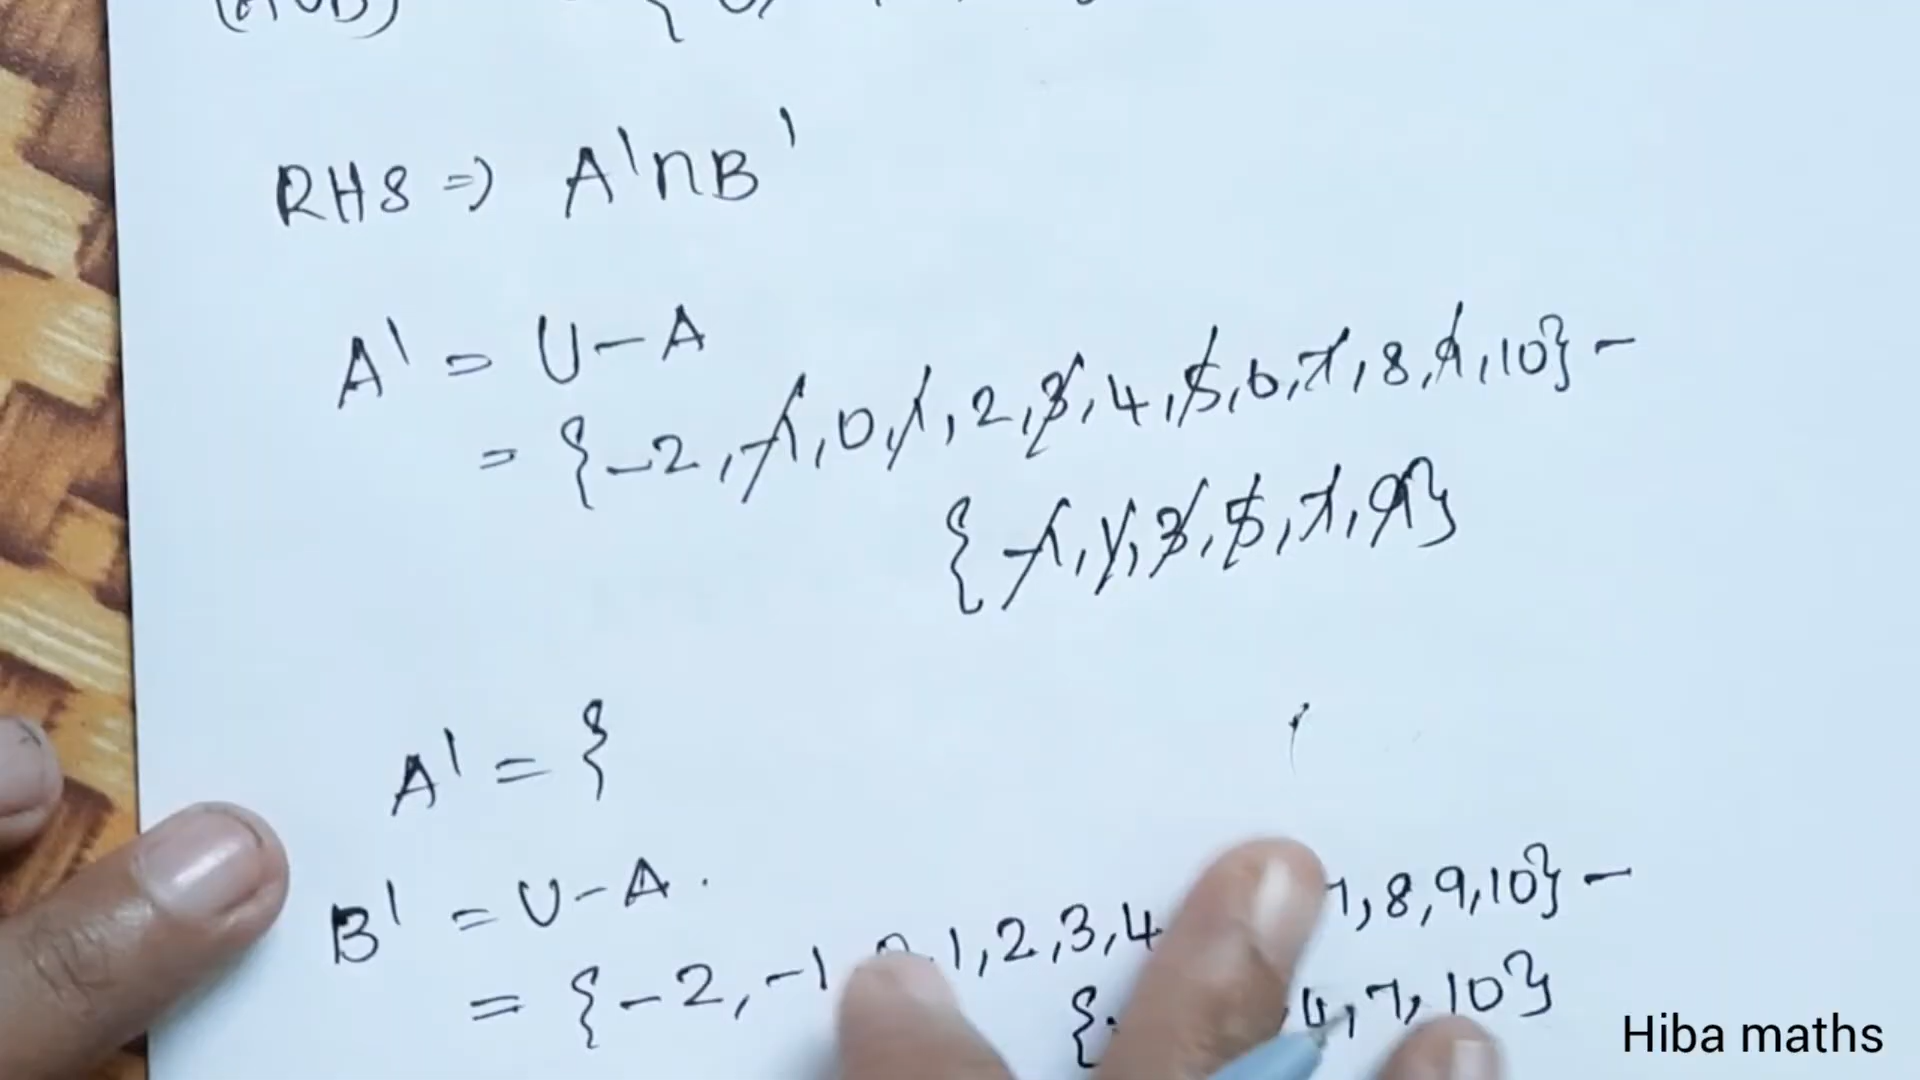 (AUB)
RHS => A'∩B'
A' = U-A
= {-2, -1, 0, 1, 2, 3, 4, 5, 6, 7, 8, 9, 10} -
{-1, 1, 3, 5, 7, 9}
A' = {
B' = U-A.
= {-2, -1 1, 2, 3, 4 7, 8, 9, 10} -
{ 4, 7, 10}
Hiba maths